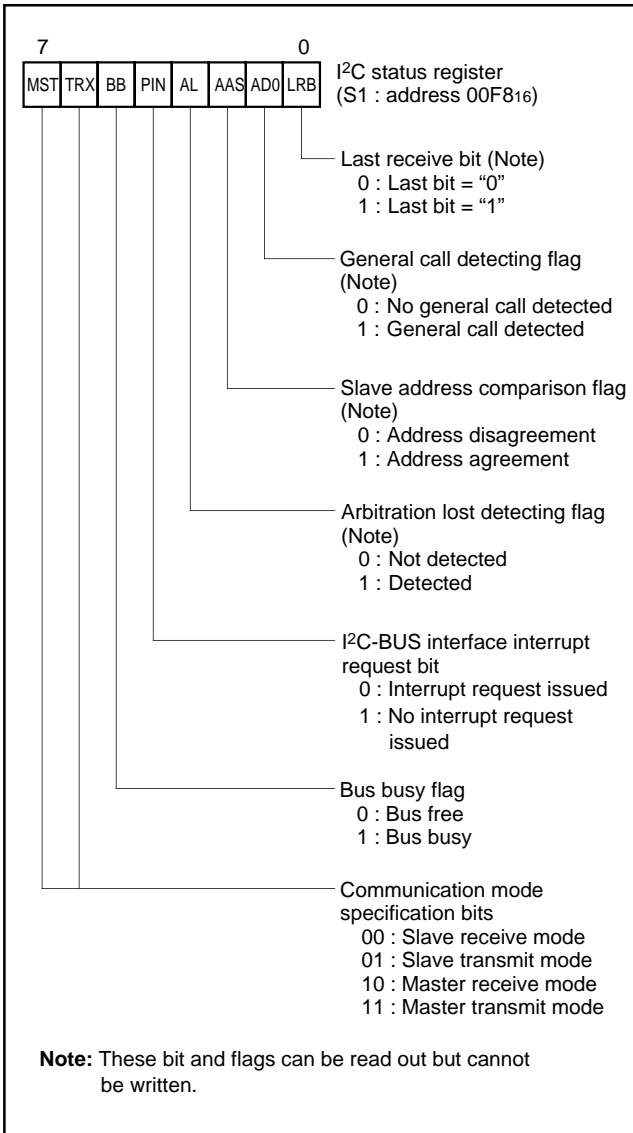 7 0
MST TRX BB PIN AL AAS AD0 LRB
I2C status register
(S1 : address 00F816)
Last receive bit (Note)
0 : Last bit = “0”
1 : Last bit = “1”
General call detecting flag
(Note)
0 : No general call detected
1 : General call detected
Slave address comparison flag
(Note)
0 : Address disagreement
1 : Address agreement
Arbitration lost detecting flag
(Note)
0 : Not detected
1 : Detected
I2C-BUS interface interrupt
request bit
0 : Interrupt request issued
1 : No interrupt request
issued
Bus busy flag
0 : Bus free
1 : Bus busy
Communication mode
specification bits
00 : Slave receive mode
01 : Slave transmit mode
10 : Master receive mode
11 : Master transmit mode
Note: These bit and flags can be read out but cannot
be written.